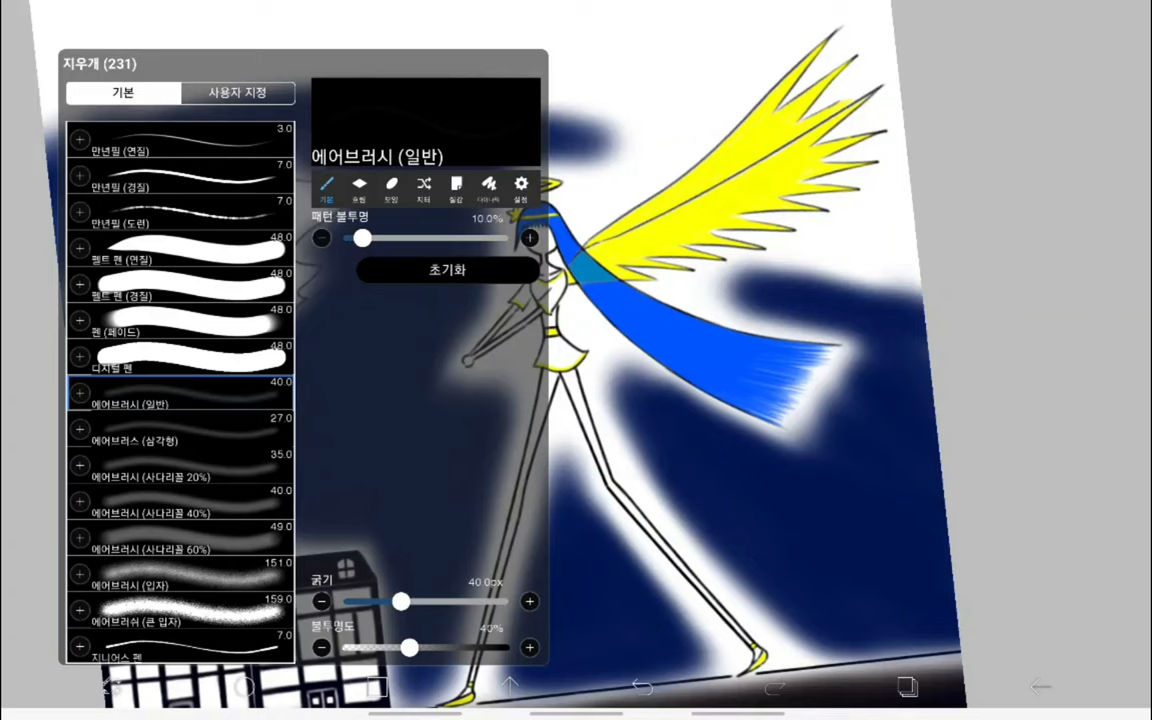 지우개 (231)
기본
사용자 지정
3.0
만년필 (연질)
7.0
만년필 (경질)
7.0
만년필 (도련)
48.0
펠트 펜 (연질)
48.0
펠트 펜 (경질)
48.0
펜 (페이드)
48.0
디지털 펜
40.0
에어브러시 (일반)
27.0
에어브러스 (삼각형)
35.0
에어브러시 (사다리꼴 20%)
40.0
에어브러시 (사다리꼴 40%)
49.0
에어브러시 (사다리꼴 60%)
151.0
에어브러시 (입자)
159.0
에어브러쉬 (큰 입자)
7.0
지니어스 펜
에어브러시 (일반)
기본
모양
지터
질감
설정
패턴 불투명
10.0%
초기화
굵기
40.0px
불투명도
40%